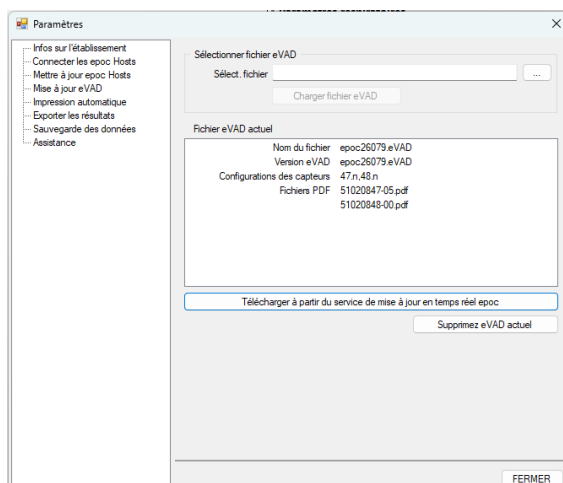 Paramètres
Infos sur l'établissement
Connecter les epoc Hosts
Mettre à jour epoc Hosts
Mise à jour eVAD
Impression automatique
Exporter les résultats
Sauvegarde des données
Assistance
Sélectionner fichier eVAD
Sélect. fichier
...
Charger fichier eVAD
Fichier eVAD actuel
Nom du fichier epoc26079.eVAD
Version eVAD epoc26079.eVAD
Configurations des capteurs 47.n,48.n
Fichiers PDF 51020847-05.pdf
51020848-00.pdf
Télécharger à partir du service de mise à jour en temps réel epoc
Supprimez eVAD actuel
FERMER